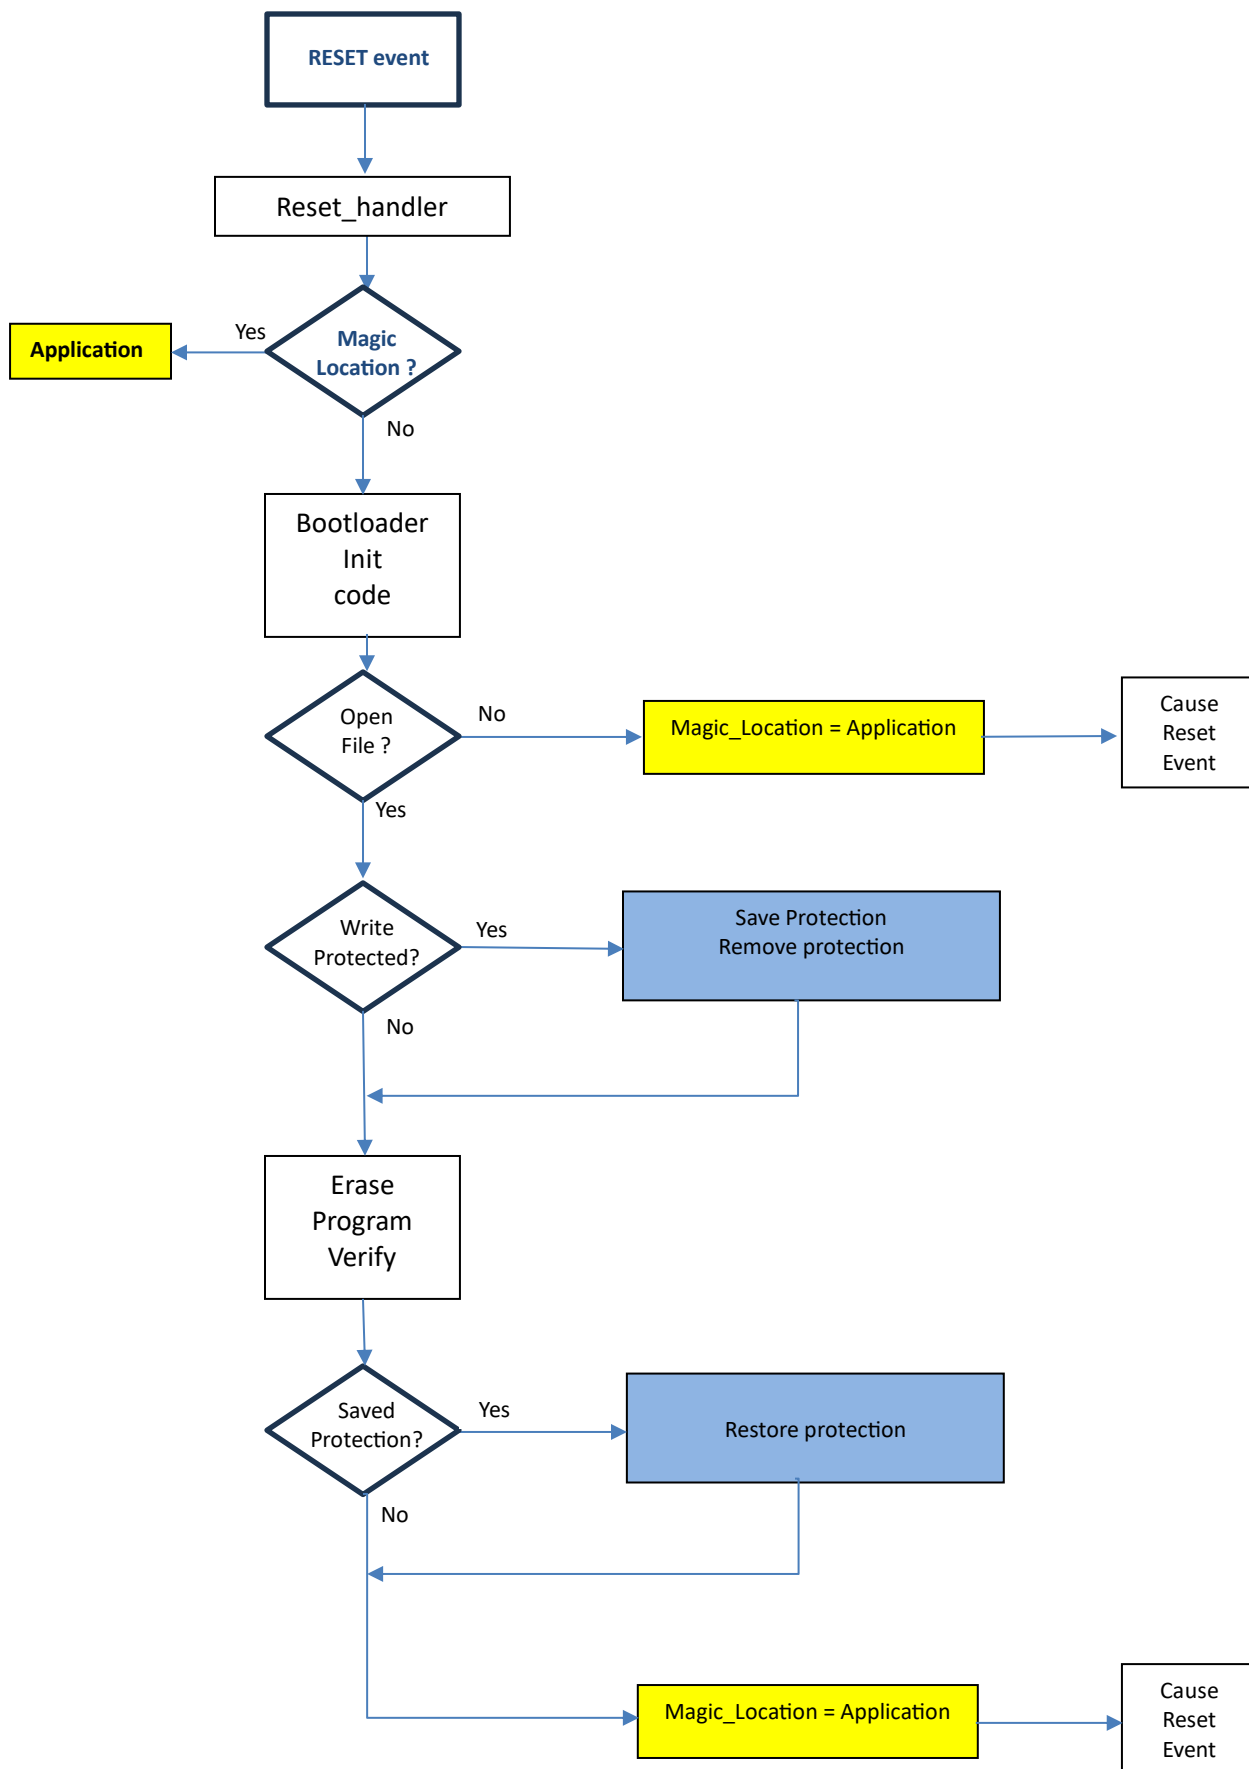 RESET event
Reset_handler
Yes
Application
Magic
Location ?
No
Bootloader
Init
code
Open
File ?
No
Magic_Location = Application
Cause
Reset
Event
Yes
Write
Protected?
Yes
Save Protection
Remove protection
No
Erase
Program
Verify
Saved
Protection?
Yes
Restore protection
No
Magic_Location = Application
Cause
Reset
Event